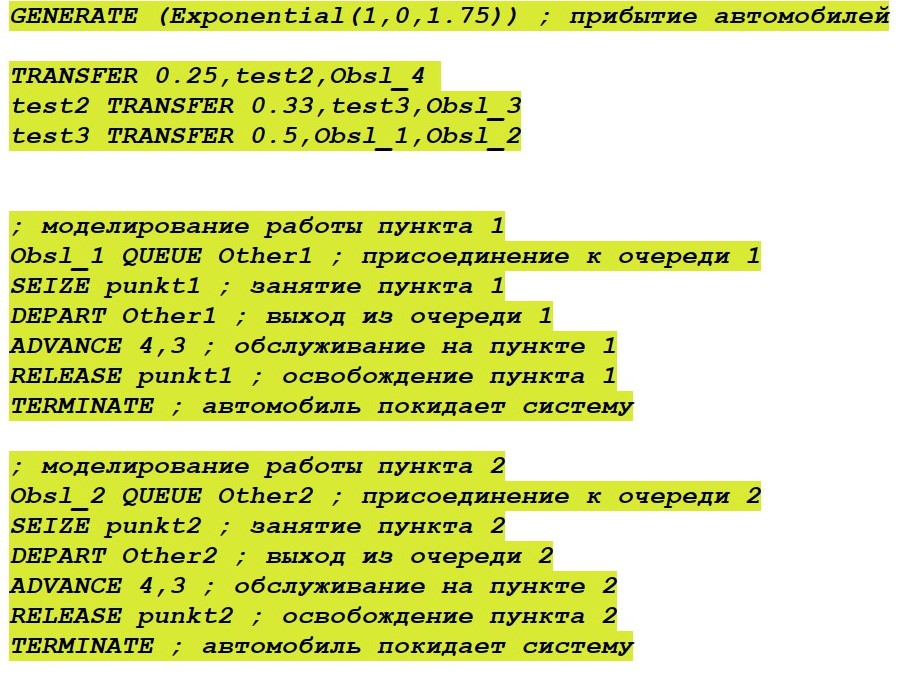 GENERATE (Exponential(1,0,1.75)) ; прибытие автомобилей
TRANSFER 0.25,test2,Obsl_4
test2 TRANSFER 0.33,test3,Obsl_3
test3 TRANSFER 0.5,Obsl_1,Obsl_2
; моделирование работы пункта 1
Obsl_1 QUEUE Other1 ; присоединение к очереди 1
SEIZE punkt1 ; занятие пункта 1
DEPART Other1 ; выход из очереди 1
ADVANCE 4,3 ; обслуживание на пункте 1
RELEASE punkt1 ; освобождение пункта 1
TERMINATE ; автомобиль покидает систему
; моделирование работы пункта 2
Obsl_2 QUEUE Other2 ; присоединение к очереди 2
SEIZE punkt2 ; занятие пункта 2
DEPART Other2 ; выход из очереди 2
ADVANCE 4,3 ; обслуживание на пункте 2
RELEASE punkt2 ; освобождение пункта 2
TERMINATE ; автомобиль покидает систему